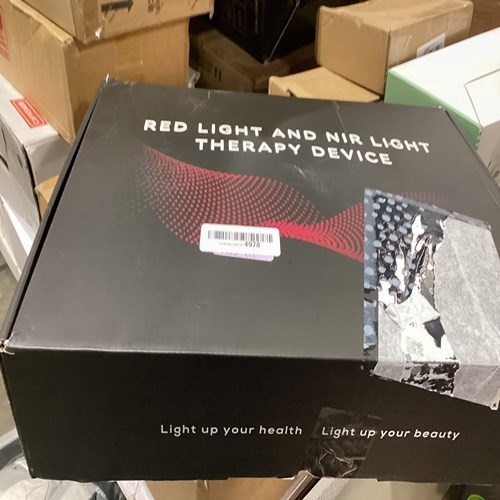 RED LIGHT AND NIR LIGHT
THERAPY DEVICE
4978
Light up your health
Light up your beauty